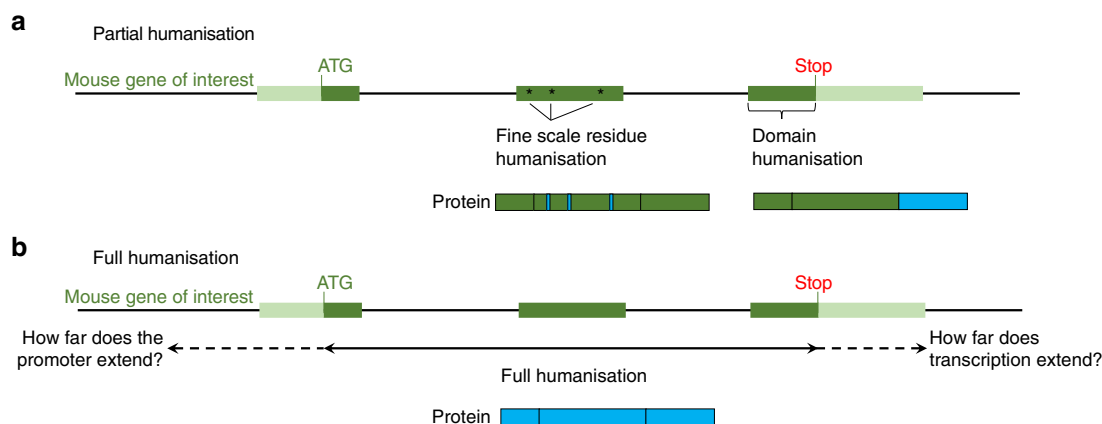 a
Partial humanisation
Mouse gene of interest
ATG
Stop
* * *
Fine scale residue
humanisation
Domain
humanisation
Protein
b
Full humanisation
Mouse gene of interest
ATG
Stop
How far does the
promoter extend?
How far does
transcription extend?
Full humanisation
Protein